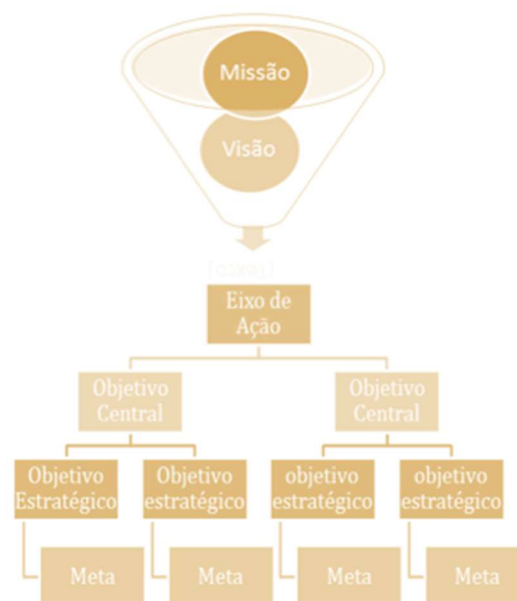 Missão
Visão
[Texto]
Eixo de
Ação
Objetivo
Central
Objetivo
Central
Objetivo
Estratégico
Objetivo
estratégico
objetivo
estratégico
objetivo
estratégico
Meta
Meta
Meta
Meta